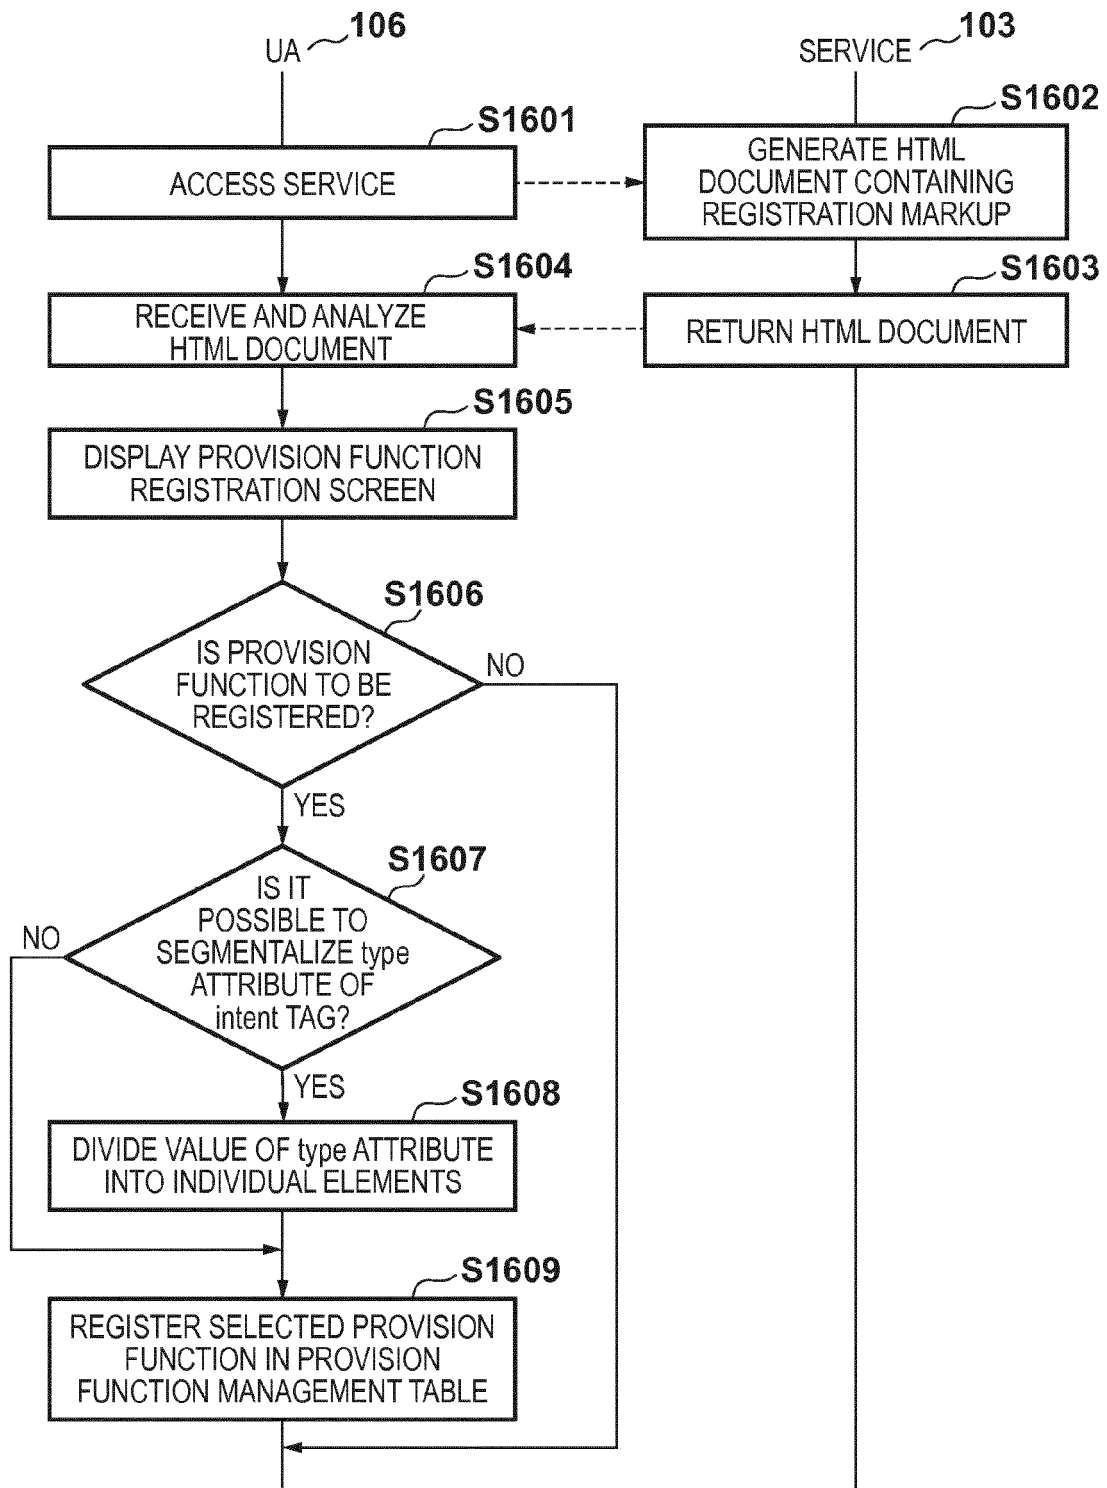 106
UA
103
SERVICE
S1601
ACCESS SERVICE
S1602
GENERATE HTML
DOCUMENT CONTAINING
REGISTRATION MARKUP
S1604
RECEIVE AND ANALYZE
HTML DOCUMENT
S1603
RETURN HTML DOCUMENT
S1605
DISPLAY PROVISION FUNCTION
REGISTRATION SCREEN
S1606
IS PROVISION
FUNCTION TO BE
REGISTERED?
NO
YES
S1607
IS IT
POSSIBLE TO
SEGMENTALIZE type
ATTRIBUTE OF
intent TAG?
NO
YES
S1608
DIVIDE VALUE OF type ATTRIBUTE
INTO INDIVIDUAL ELEMENTS
S1609
REGISTER SELECTED PROVISION
FUNCTION IN PROVISION
FUNCTION MANAGEMENT TABLE